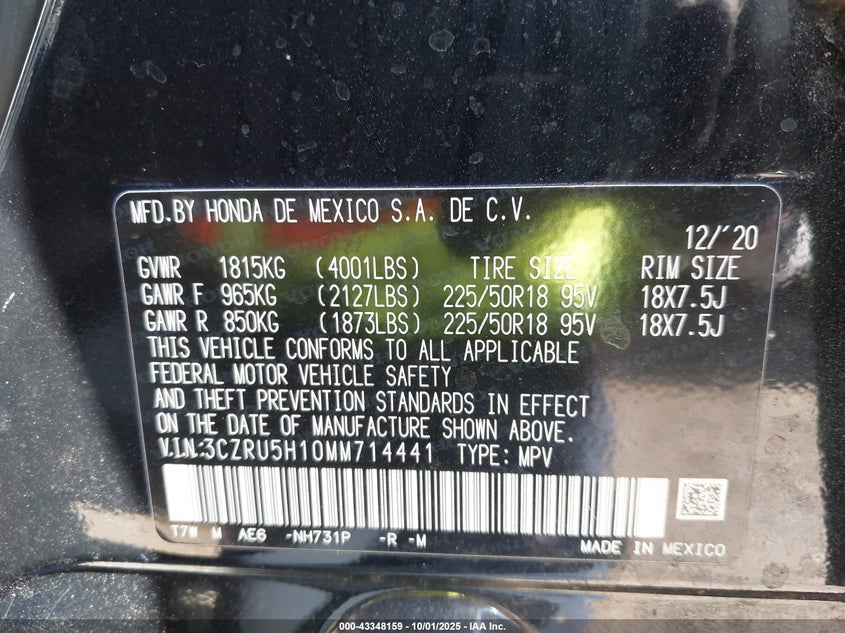 MFD.BY HONDA DE MEXICO S.A. DE C.V.
12/'20
GVWR 1815KG (4001LBS) TIRE SIZE RIM SIZE
GAWR F 965KG (2127LBS) 225/50R18 95V 18X7.5J
GAWR R 850KG (1873LBS) 225/50R18 95V 18X7.5J
THIS VEHICLE CONFORMS TO ALL APPLICABLE
FEDERAL MOTOR VEHICLE SAFETY
AND THEFT PREVENTION STANDARDS IN EFFECT
ON THE DATE OF MANUFACTURE SHOWN ABOVE.
V.I.N:3CZRU5H10MM714441 TYPE: MPV
T7W M AE6 -NH731P -R -M
MADE IN MEXICO
000-43348159 - 10/01/2025 - IAA Inc.